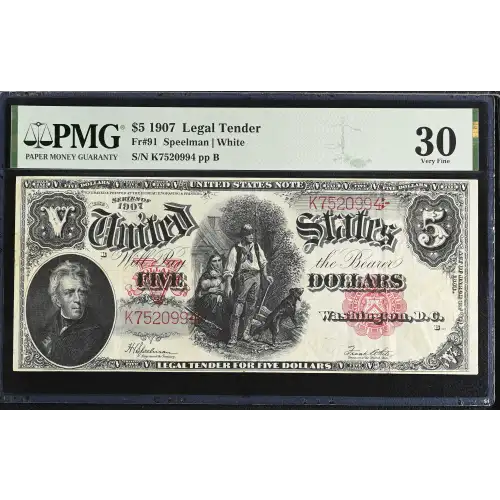 PMG
PAPER MONEY GUARANTY
$5 1907 Legal Tender
Fr#91 Speelman | White
S/N K7520994 pp B
30
Very Fine
UNITED STATES NOTE
SERIES OF
1907
K7520994
V
United States
5
Will Pay
the Bearer
FIVE
DOLLARS
K7520994
Washington, D.C.
B
LEGAL TENDER FOR FIVE DOLLARS